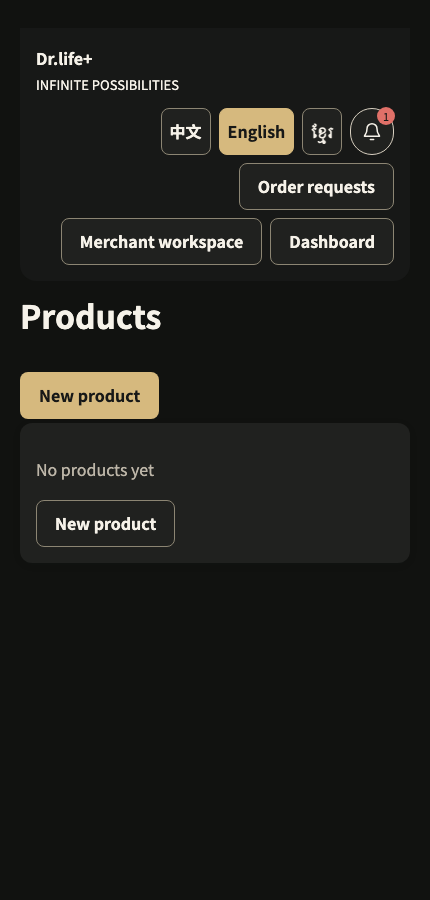 Dr.life+
INFINITE POSSIBILITIES
中文 English ខ្មែរ 1
Order requests
Merchant workspace Dashboard
Products
New product
No products yet
New product